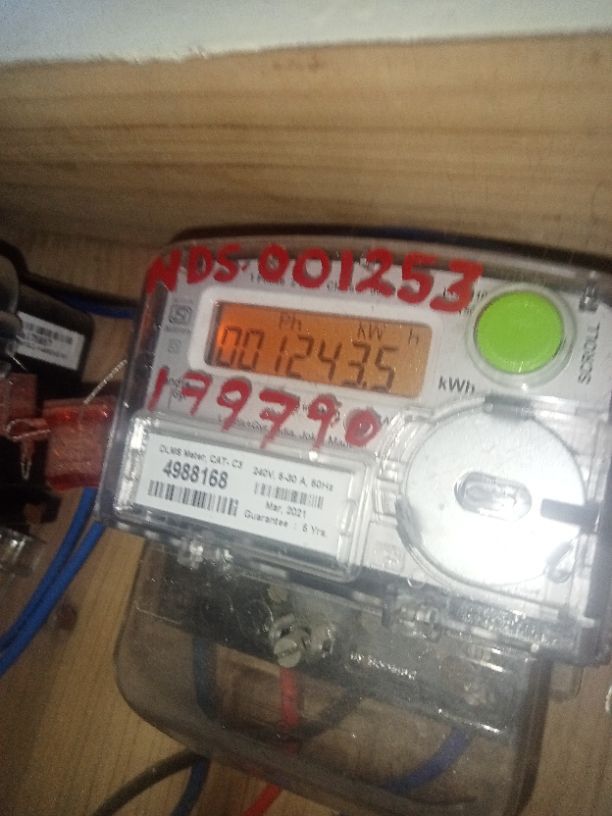 NDS-001253
Ph kW h
001243.5
kWh
SCROLL
179790
DLMS Meter, CAT- C3
4988168
240V, 5-30 A, 50Hz
Mar, 2021
Guarantee : 5 Yrs.